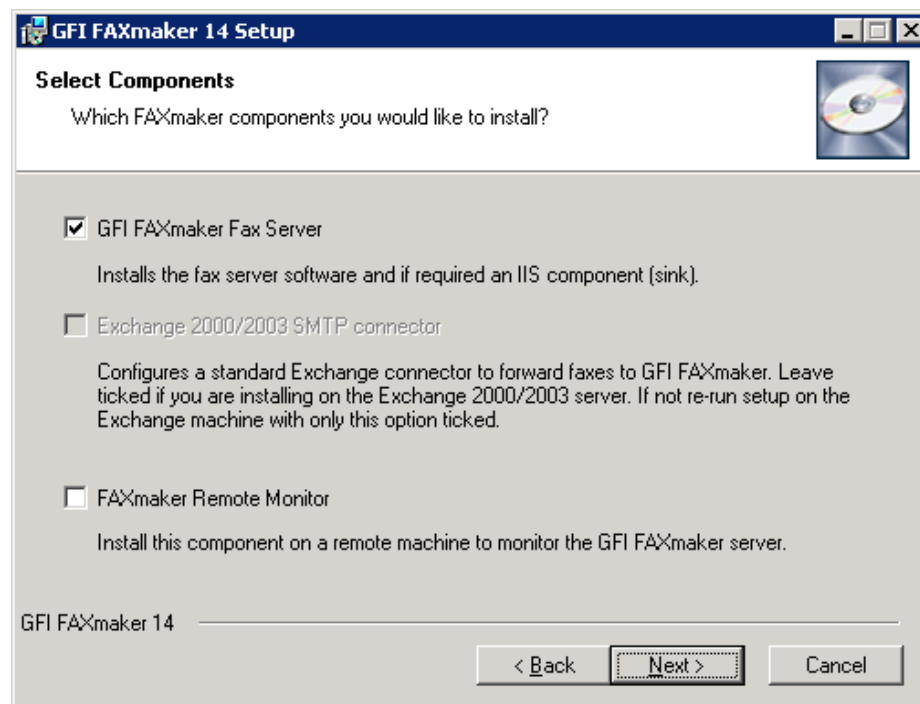 GFI FAXmaker 14 Setup
Select Components
Which FAXmaker components you would like to install?
GFI FAXmaker Fax Server
Installs the fax server software and if required an IIS component (sink).
Exchange 2000/2003 SMTP connector
Configures a standard Exchange connector to forward faxes to GFI FAXmaker. Leave
ticked if you are installing on the Exchange 2000/2003 server. If not re-run setup on the
Exchange machine with only this option ticked.
FAXmaker Remote Monitor
Install this component on a remote machine to monitor the GFI FAXmaker server.
GFI FAXmaker 14
< Back Next > Cancel